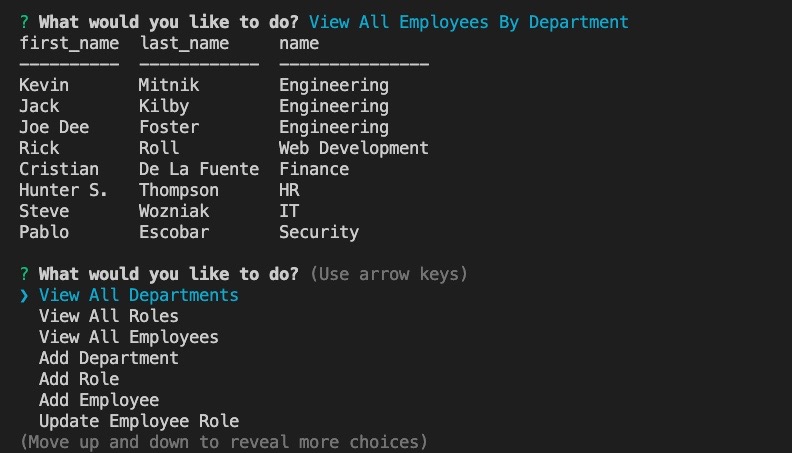 ? What would you like to do? View All Employees By Department
first_name  last_name     name
----------  ------------  ---------------
Kevin       Mitnik        Engineering
Jack        Kilby         Engineering
Joe Dee     Foster        Engineering
Rick        Roll          Web Development
Cristian    De La Fuente  Finance
Hunter S.   Thompson      HR
Steve       Wozniak       IT
Pablo       Escobar       Security
? What would you like to do? (Use arrow keys)
❯ View All Departments
  View All Roles
  View All Employees
  Add Department
  Add Role
  Add Employee
  Update Employee Role
(Move up and down to reveal more choices)